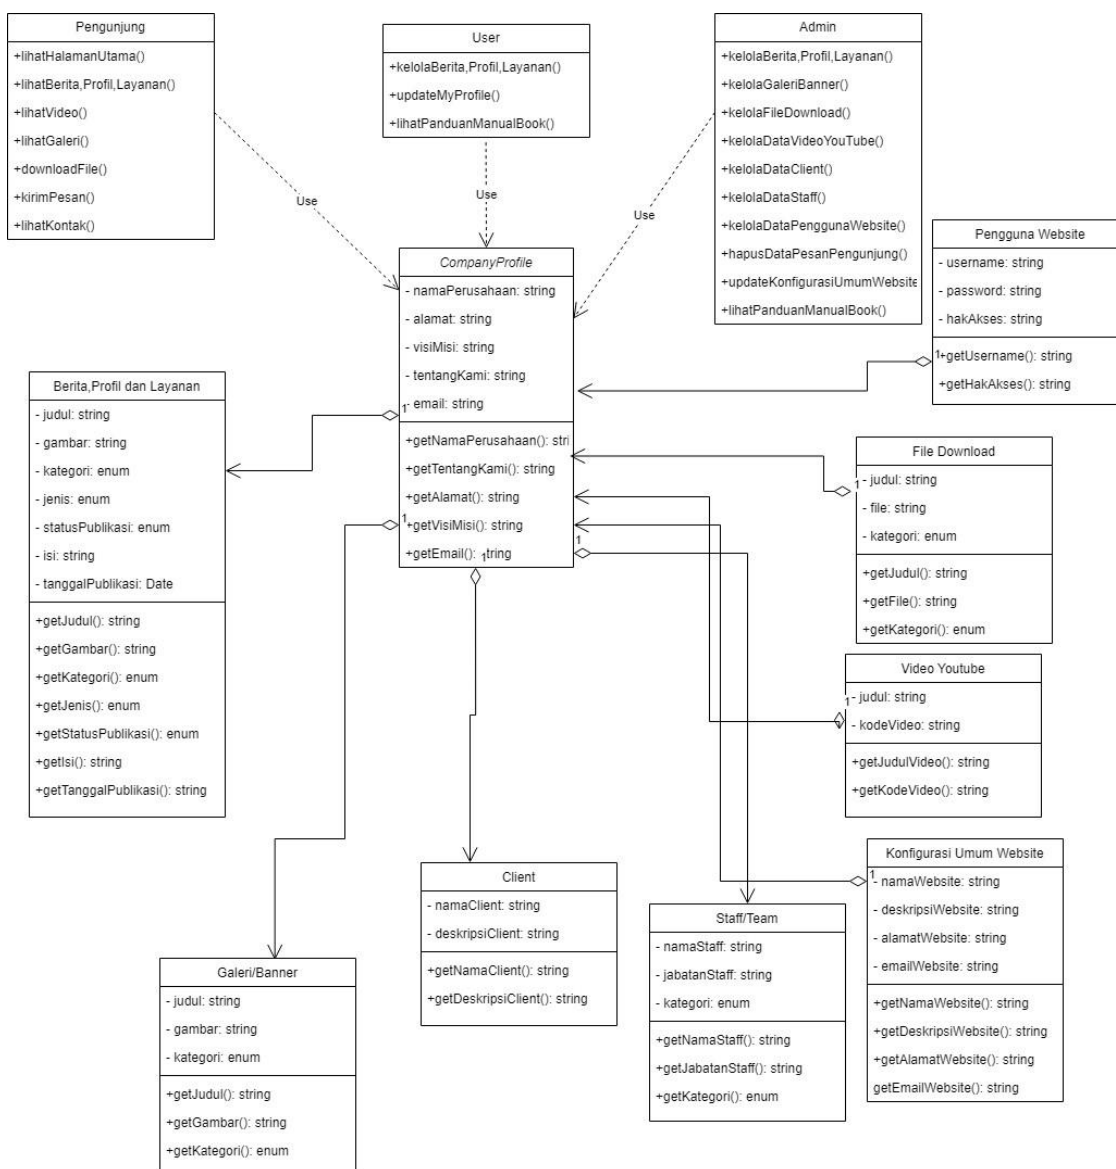 Pengunjung
+lihatHalamanUtama()
+lihatBerita,Profil,Layanan()
+lihatVideo()
+lihatGaleri()
+downloadFile()
+kirimPesan()
+lihatKontak()
User
+kelolaBerita,Profil,Layanan()
+updateMyProfile()
+lihatPanduanManualBook()
Admin
+kelolaBerita,Profil,Layanan()
+kelolaGaleriBanner()
+kelolaFileDownload()
+kelolaDataVideoYouTube()
+kelolaDataClient()
+kelolaDataStaff()
+kelolaDataPenggunaWebsite()
+hapusDataPesanPengunjung()
+updateKonfigurasiUmumWebsite
+lihatPanduanManualBook()
Use
Use
Use
Pengguna Website
- username: string
- password: string
- hakAkses: string
1
+getUsername(): string
+getHakAkses(): string
CompanyProfile
- namaPerusahaan: string
- alamat: string
- visiMisi: string
- tentangKami: string
- email: string
1
+getNamaPerusahaan(): stri
+getTentangKami(): string
+getAlamat(): string
1
+getVisiMisi(): string
+getEmail(): tring
1
1
Berita,Profil dan Layanan
- judul: string
- gambar: string
- kategori: enum
- jenis: enum
- statusPublikasi: enum
- isi: string
- tanggalPublikasi: Date
+getJudul(): string
+getGambar(): string
+getKategori(): enum
+getJenis(): enum
+getStatusPublikasi(): enum
+getIsi(): string
+getTanggalPublikasi(): string
File Download
- judul: string
1
- file: string
- kategori: enum
+getJudul(): string
+getFile(): string
+getKategori(): enum
Video Youtube
1
- judul: string
- kodeVideo: string
+getJudulVideo(): string
+getKodeVideo(): string
Konfigurasi Umum Website
1
- namaWebsite: string
- deskripsiWebsite: string
- alamatWebsite: string
- emailWebsite: string
+getNamaWebsite(): string
+getDeskripsiWebsite(): string
+getAlamatWebsite(): string
getEmailWebsite(): string
Client
- namaClient: string
- deskripsiClient: string
+getNamaClient(): string
+getDeskripsiClient(): string
Staff/Team
- namaStaff: string
- jabatanStaff: string
- kategori: enum
+getNamaStaff(): string
+getJabatanStaff(): string
+getKategori(): enum
Galeri/Banner
- judul: string
- gambar: string
- kategori: enum
+getJudul(): string
+getGambar(): string
+getKategori(): enum